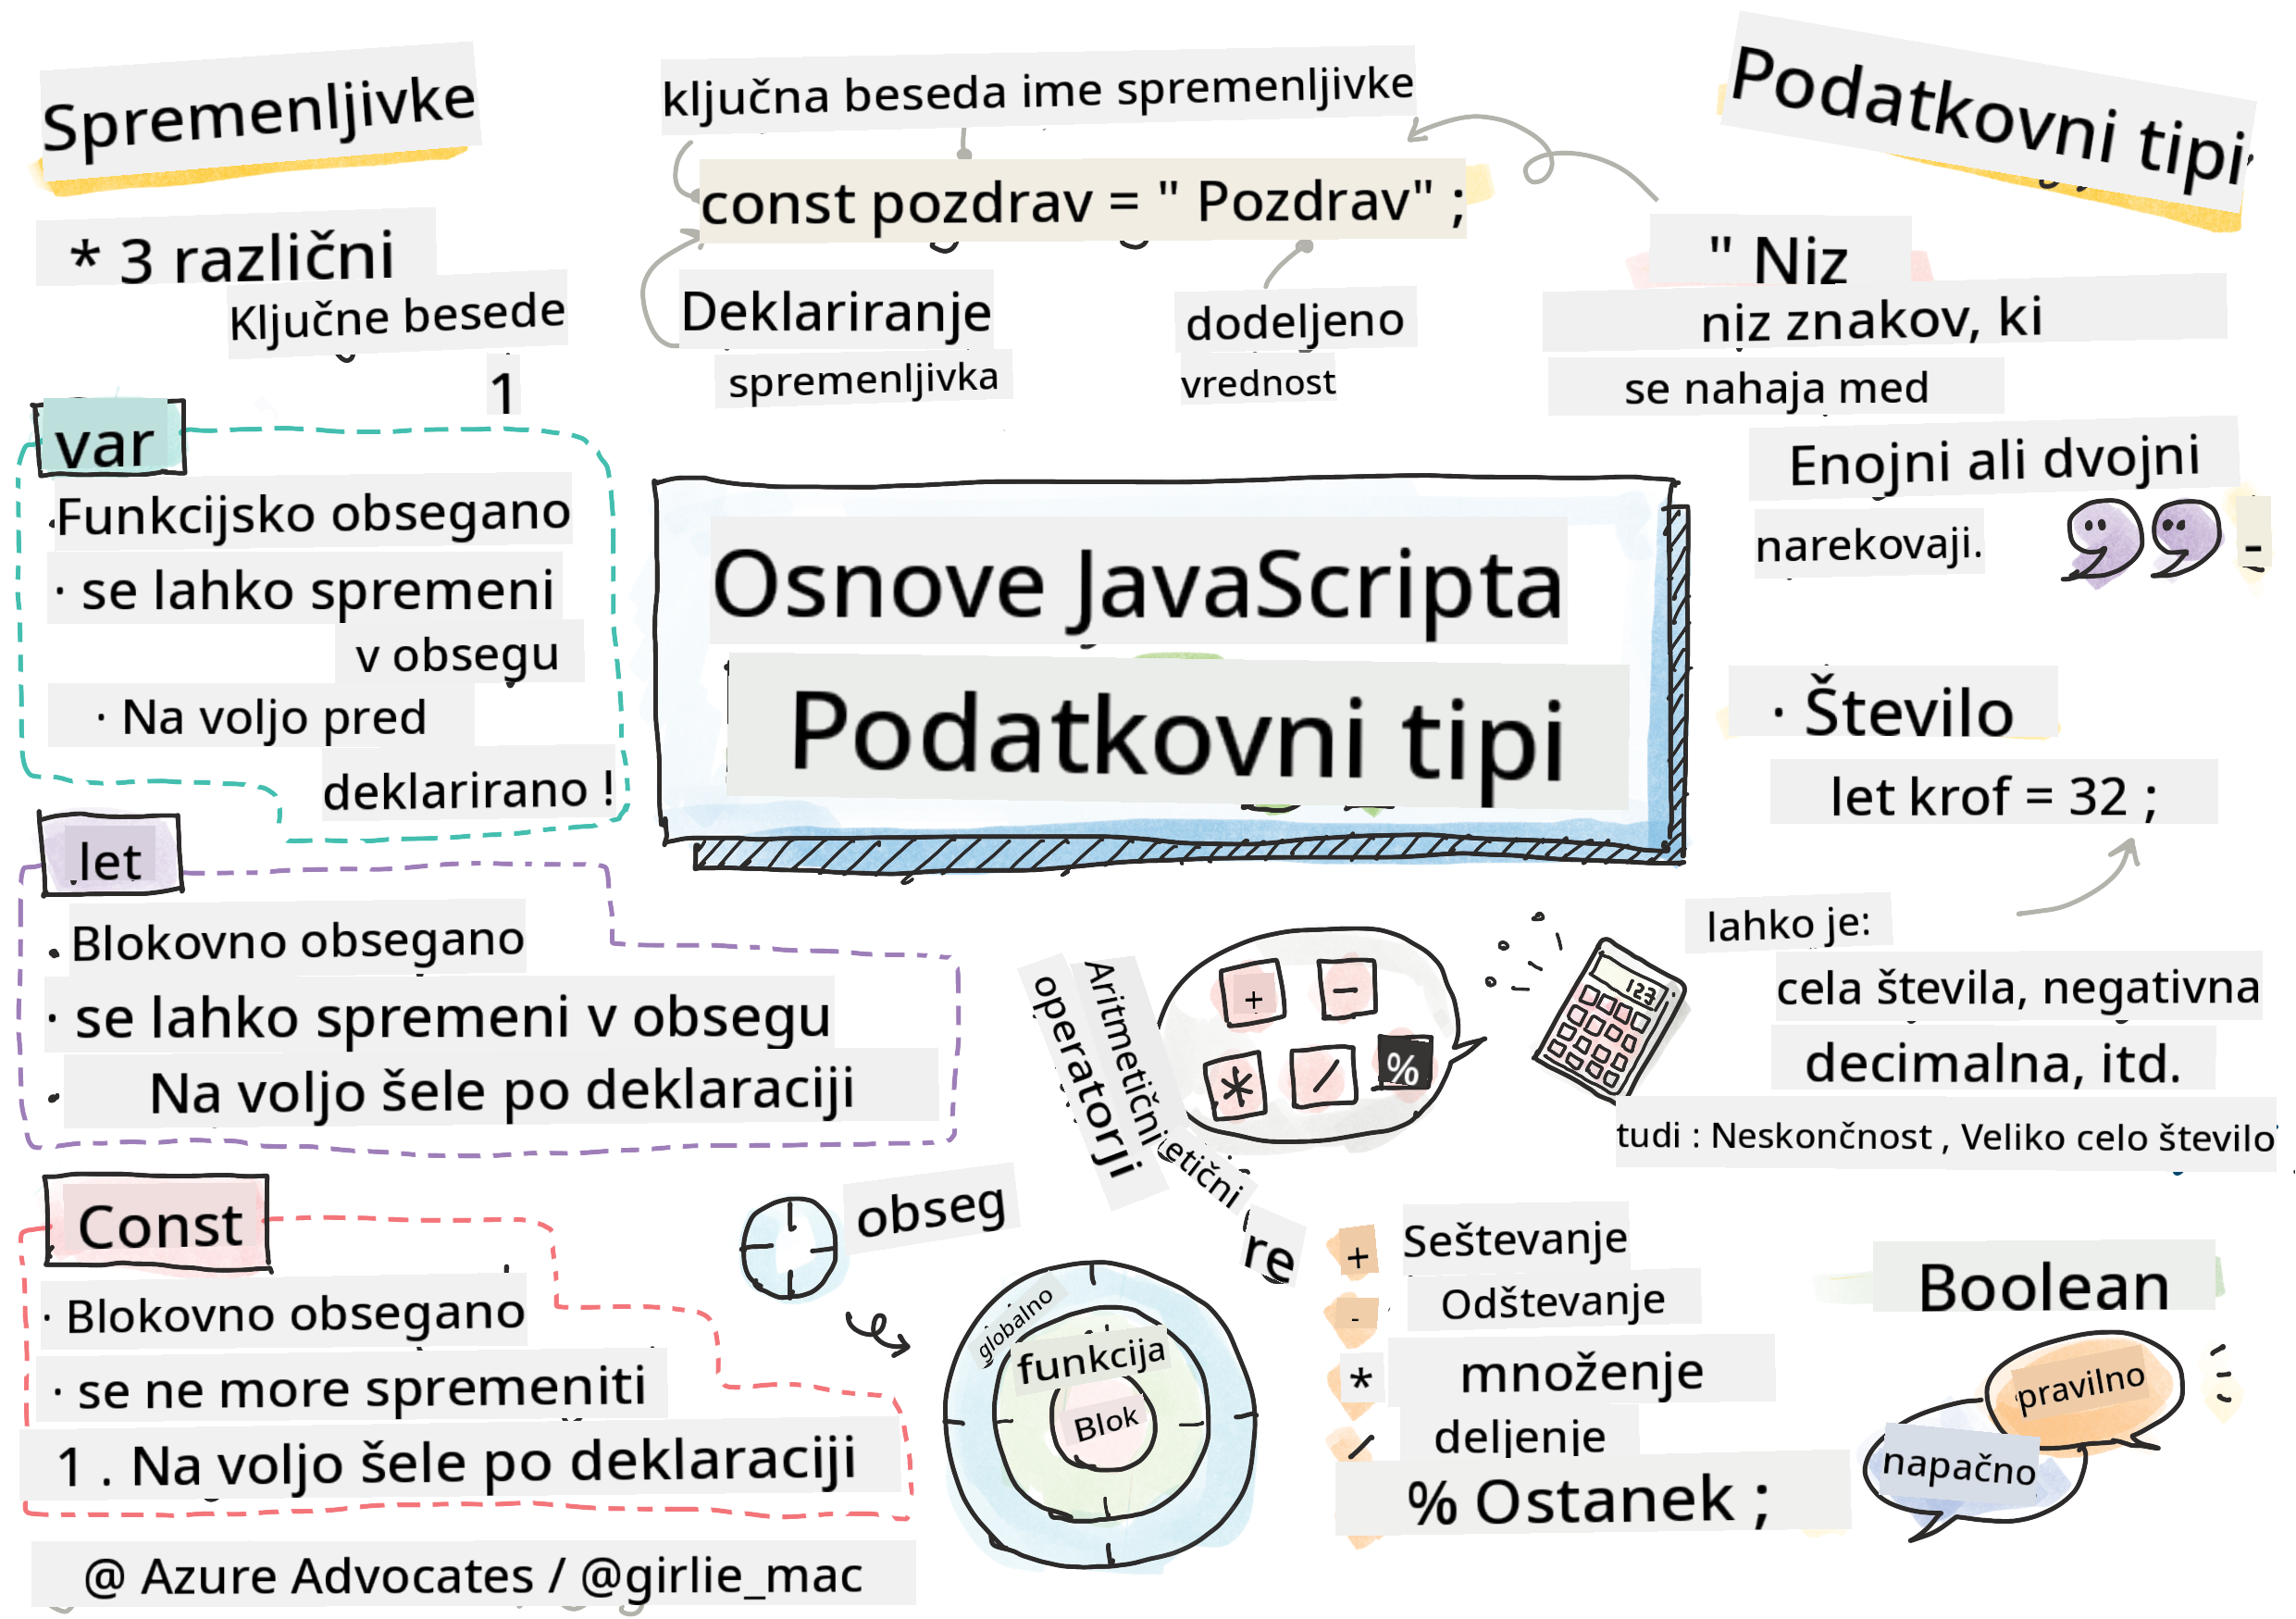 Spremenljivke
* 3 različni
Ključne besede
1
var
Funkcijsko obsegano
· se lahko spremeni
v obsegu
· Na voljo pred
deklarirano !
let
· Blokovno obsegano
· se lahko spremeni v obsegu
· Na voljo šele po deklaraciji
Const
· Blokovno obsegano
· se ne more spremeniti
1 . Na voljo šele po deklaraciji
@ Azure Advocates / @girlie_mac
ključna beseda ime spremenljivke
const pozdrav = " Pozdrav" ;
Deklariranje
spremenljivka
dodeljeno
vrednost
Osnove JavaScripta
Podatkovni tipi
Aritmetični
operatorji
etični
re
+ −
* / %
123
obseg
globalno
funkcija
Blok
+ Seštevanje
- Odštevanje
* množenje
/ deljenje
% Ostanek ;
Podatkovni tipi
" Niz
niz znakov, ki
se nahaja med
Enojni ali dvojni
narekovaji.
-
· Število
let krof = 32 ;
lahko je:
cela števila, negativna
decimalna, itd.
tudi : Neskončnost , Veliko celo število
Boolean
pravilno
napačno